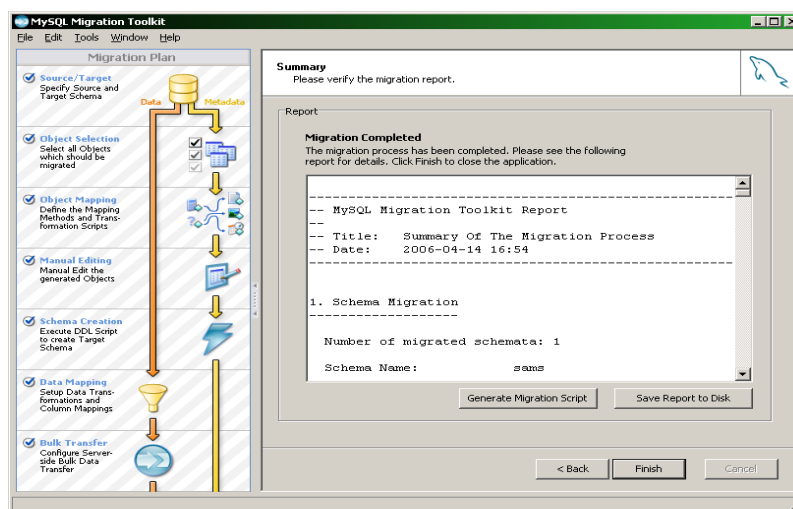 MySQL Migration Toolkit
File Edit Tools Window Help
Migration Plan
Source/Target
Specify Source and
Target Schema
Data
Metadata
Object Selection
Select all Objects
which should be
migrated
Object Mapping
Define the Mapping
Methods and Trans-
formation Scripts
Manual Editing
Manual Edit the
generated Objects
Schema Creation
Execute DDL Script
to create Target
Schema
Data Mapping
Setup Data Trans-
formations and
Column Mappings
Bulk Transfer
Configure Server-
side Bulk Data
Transfer
Summary
Please verify the migration report.
Report
Migration Completed
The migration process has been completed. Please see the following
report for details. Click Finish to close the application.
------------------------------------------------------
-- MySQL Migration Toolkit Report
--
-- Title: Summary Of The Migration Process
-- Date: 2006-04-14 16:54
------------------------------------------------------
1. Schema Migration
-------------------
Number of migrated schemata: 1
Schema Name: sams
Generate Migration Script
Save Report to Disk
< Back
Finish
Cancel